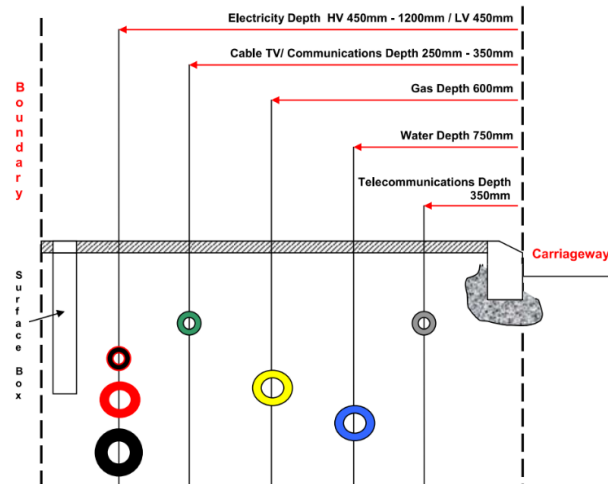 Electricity Depth HV 450mm - 1200mm / LV 450mm
Cable TV/ Communications Depth 250mm - 350mm
Gas Depth 600mm
Water Depth 750mm
Telecommunications Depth
350mm
Boundary
Carriageway
Surface Box